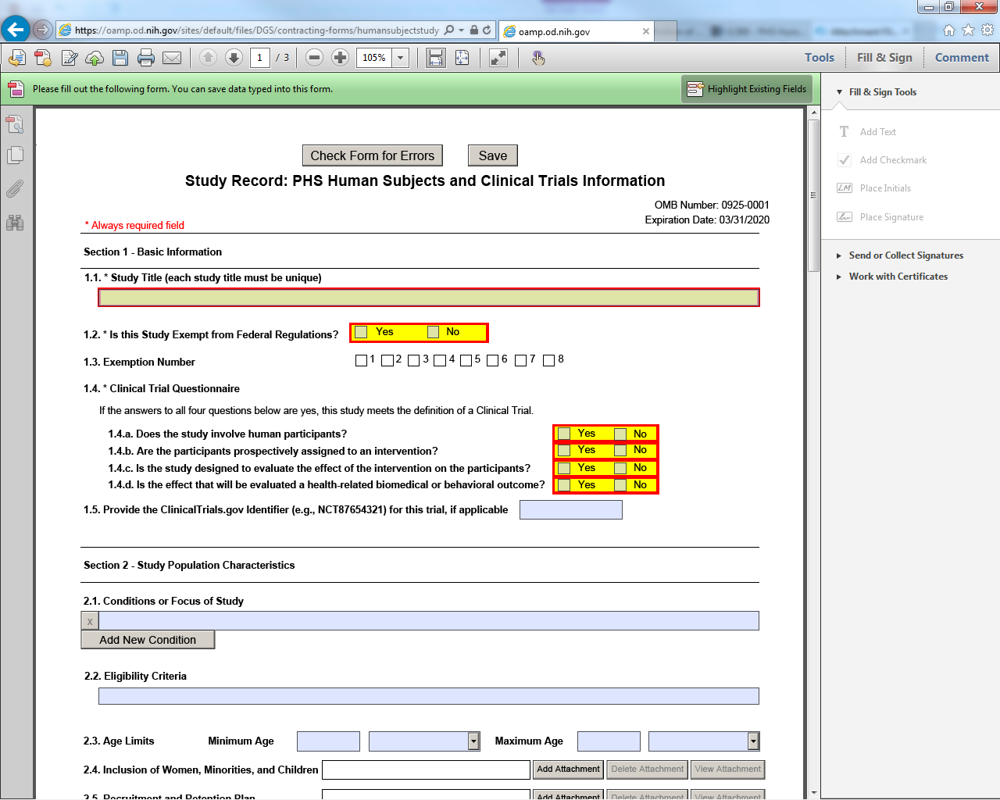 https://oamp.od.nih.gov/sites/default/files/DGS/contracting-forms/humansubjectstudy
oamp.od.nih.gov
1 / 3 105% Tools Fill & Sign Comment
Please fill out the following form. You can save data typed into this form.
Highlight Existing Fields
Fill & Sign Tools
Add Text
Add Checkmark
LM Place Initials
Place Signature
Send or Collect Signatures
Work with Certificates
Check Form for Errors Save
Study Record: PHS Human Subjects and Clinical Trials Information
OMB Number: 0925-0001
Expiration Date: 03/31/2020
* Always required field
Section 1 - Basic Information
1.1. * Study Title (each study title must be unique)
1.2. * Is this Study Exempt from Federal Regulations? Yes No
1.3. Exemption Number 1 2 3 4 5 6 7 8
1.4. * Clinical Trial Questionnaire
If the answers to all four questions below are yes, this study meets the definition of a Clinical Trial.
1.4.a. Does the study involve human participants? Yes No
1.4.b. Are the participants prospectively assigned to an intervention? Yes No
1.4.c. Is the study designed to evaluate the effect of the intervention on the participants? Yes No
1.4.d. Is the effect that will be evaluated a health-related biomedical or behavioral outcome? Yes No
1.5. Provide the ClinicalTrials.gov Identifier (e.g., NCT87654321) for this trial, if applicable
Section 2 - Study Population Characteristics
2.1. Conditions or Focus of Study
x
Add New Condition
2.2. Eligibility Criteria
2.3. Age Limits Minimum Age Maximum Age
2.4. Inclusion of Women, Minorities, and Children Add Attachment Delete Attachment View Attachment
2.5. Recruitment and Retention Plan Add Attachment Delete Attachment View Attachment